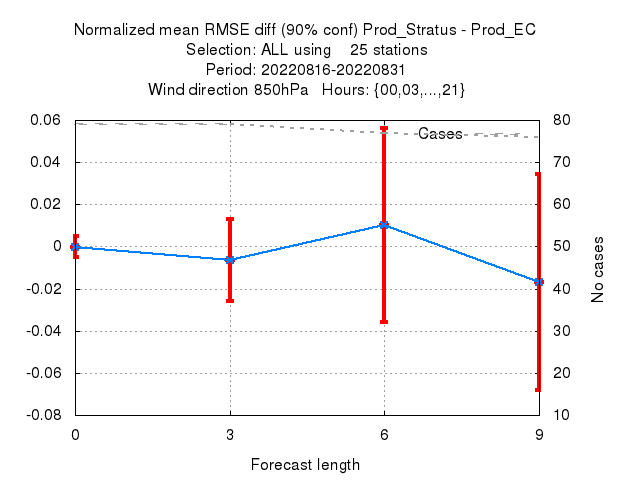 Normalized mean RMSE diff (90% conf) Prod_Stratus - Prod_EC
Selection: ALL using    25 stations
Period: 20220816-20220831
Wind direction 850hPa   Hours: {00,03,...,21}
0.06
0.04
0.02
0
-0.02
-0.04
-0.06
-0.08
Cases
80
70
60
50
40
30
20
10
No cases
0 3 6 9
Forecast length